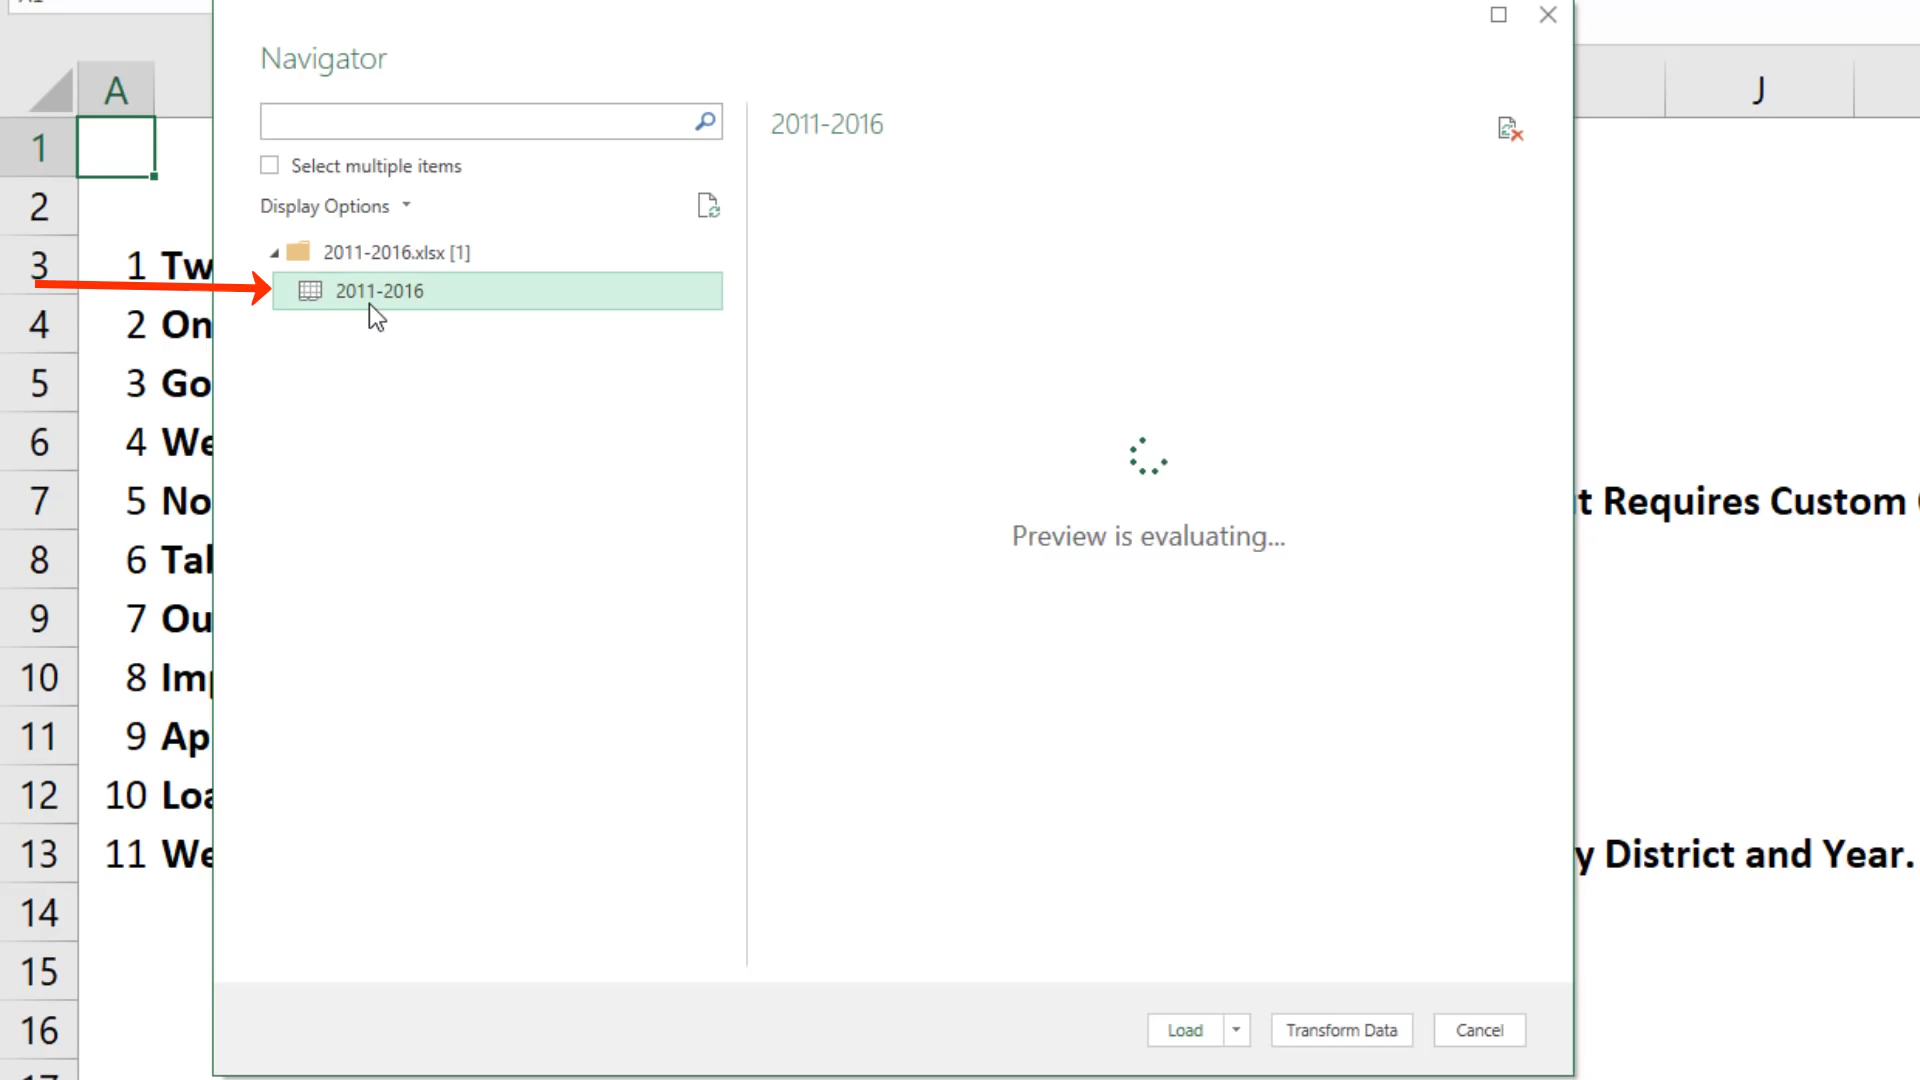 Navigator
Select multiple items
Display Options
2011-2016.xlsx [1]
2011-2016
2011-2016
Preview is evaluating...
Load
Transform Data
Cancel
A
J
1
2
3 1 Tw
4 2 On
5 3 Go
6 4 We
7 5 No t Requires Custom
8 6 Tal
9 7 Ou
10 8 Imp
11 9 Ap
12 10 Loa
13 11 We y District and Year.
14
15
16